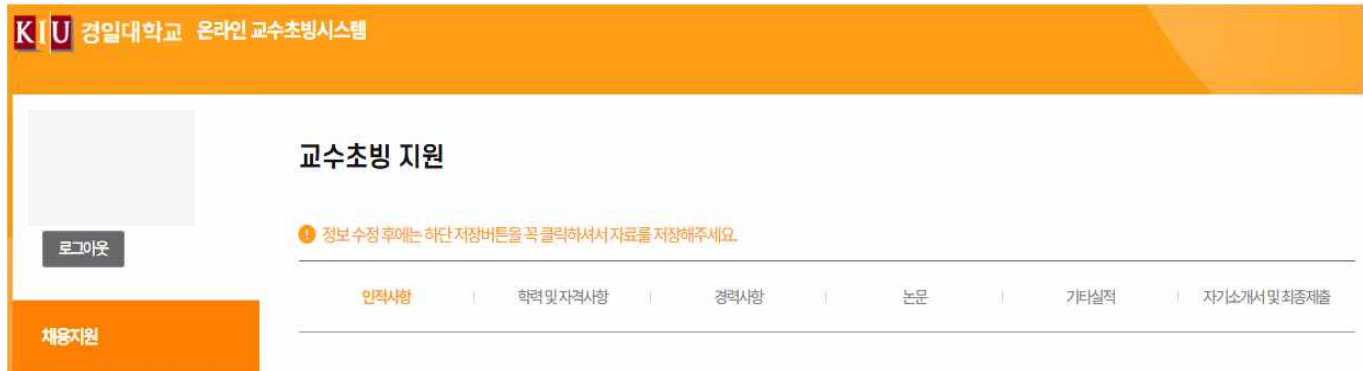 KIU 경일대학교 온라인 교수초빙시스템
교수초빙 지원
정보 수정 후에는 하단 저장버튼을 꼭 클릭하셔서 자료를 저장해주세요.
로그아웃
인적사항 학력 및 자격사항 경력사항 논문 기타실적 자기소개서 및 최종제출
채용지원